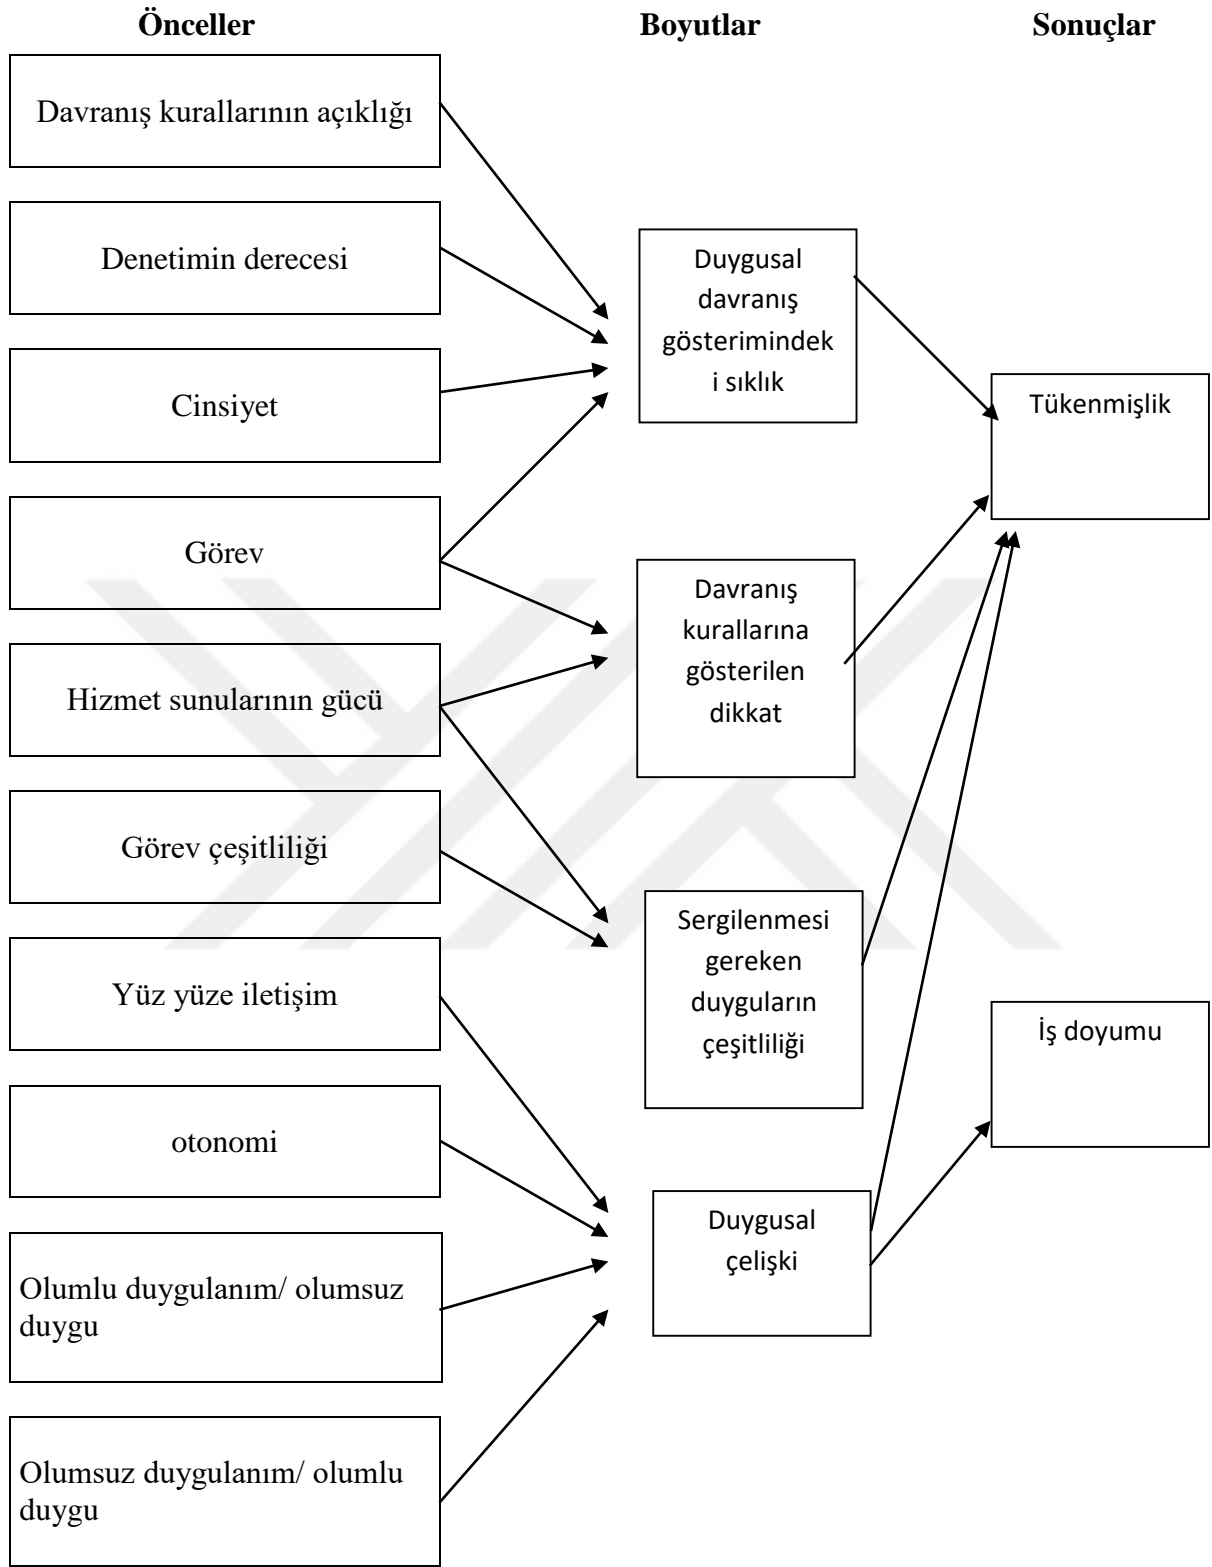 Önceller
Boyutlar
Sonuçlar
Davranış kurallarının açıklığı
Denetimin derecesi
Cinsiyet
Görev
Hizmet sunularının gücü
Görev çeşitliliği
Yüz yüze iletişim
otonomi
Olumlu duygulanım/ olumsuz
duygu
Olumsuz duygulanım/ olumlu
duygu
Duygusal
davranış
gösterimindek
i sıklık
Davranış
kurallarına
gösterilen
dikkat
Sergilenmesi
gereken
duyguların
çeşitliliği
Duygusal
çelişki
Tükenmişlik
İş doyumu